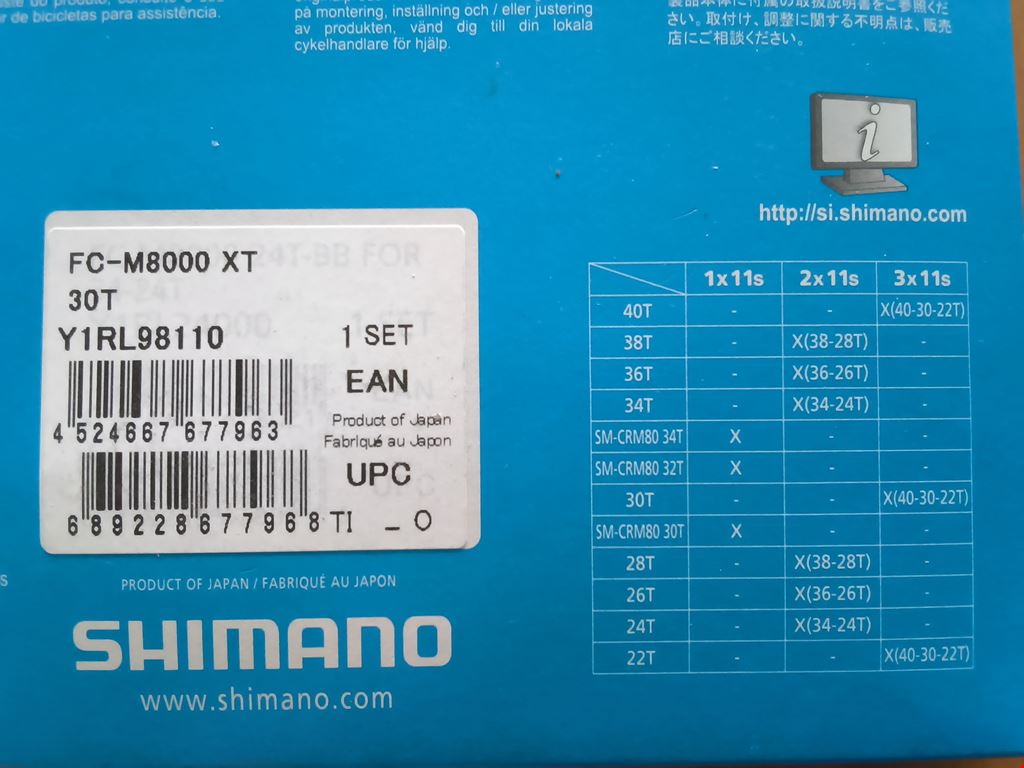 r de bicicletas para assistência.
på montering, inställning och / eller justering
av produkten, vänd dig till din lokala
cykelhandlare för hjälp.
さい。取付け、調整に関する不明点は、販売
店にご相談ください。
i
http://si.shimano.com
FC-M8000 XT
30T
Y1RL98110
1 SET
EAN
4 524667 677963
Product of Japan
Fabriqué au Japon
UPC
6 89228 67796 8 TI _ O
PRODUCT OF JAPAN / FABRIQUÉ AU JAPON
SHIMANO
www.shimano.com
1x11s 2x11s 3x11s
40T - - X(40-30-22T)
38T - X(38-28T) -
36T - X(36-26T) -
34T - X(34-24T) -
SM-CRM80 34T X - -
SM-CRM80 32T X - -
30T - - X(40-30-22T)
SM-CRM80 30T X - -
28T - X(38-28T) -
26T - X(36-26T) -
24T - X(34-24T) -
22T - - X(40-30-22T)